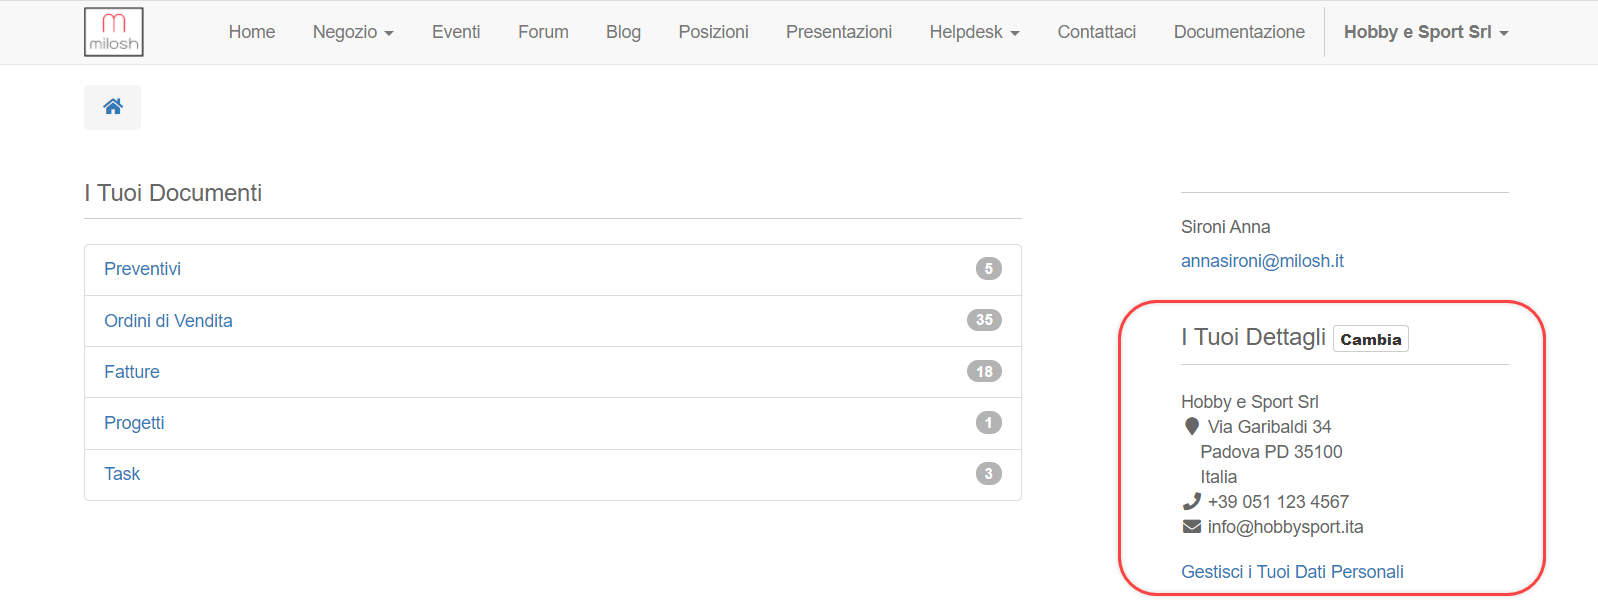 milosh
Home Negozio Eventi Forum Blog Posizioni Presentazioni Helpdesk Contattaci Documentazione Hobby e Sport Srl
I Tuoi Documenti
Preventivi 5
Ordini di Vendita 35
Fatture 18
Progetti 1
Task 3
Sironi Anna
annasironi@milosh.it
I Tuoi Dettagli Cambia
Hobby e Sport Srl
Via Garibaldi 34
Padova PD 35100
Italia
+39 051 123 4567
info@hobbysport.ita
Gestisci i Tuoi Dati Personali